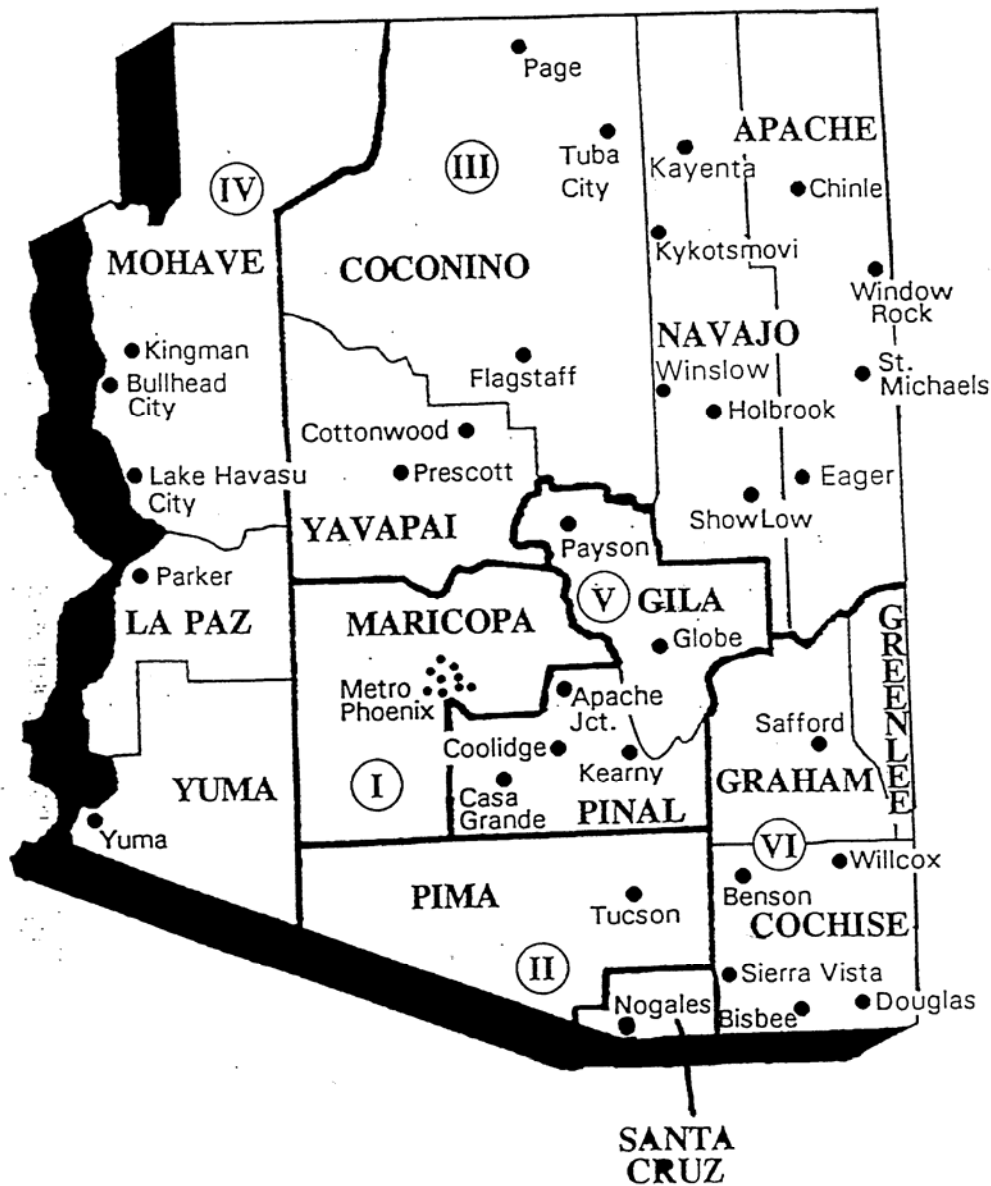 Page
APACHE
Tuba
City
Kayenta
III
IV
Chinle
Kykotsmovi
MOHAVE
COCONINO
Window
Rock
NAVAJO
Kingman
Winslow
Flagstaff
St.
Michaels
Bullhead
City
Holbrook
Cottonwood
Prescott
Lake Havasu
City
Eager
ShowLow
YAVAPAI
Payson
Parker
V
GILA
LA PAZ
MARICOPA
Globe
GREENLEE
Metro
Phoenix
Apache
Jct.
Safford
Coolidge
Kearny
YUMA
I
Casa
Grande
PINAL
GRAHAM
Yuma
VI
Willcox
Benson
PIMA
Tucson
COCHISE
II
Sierra Vista
Nogales
Bisbee
Douglas
SANTA
CRUZ